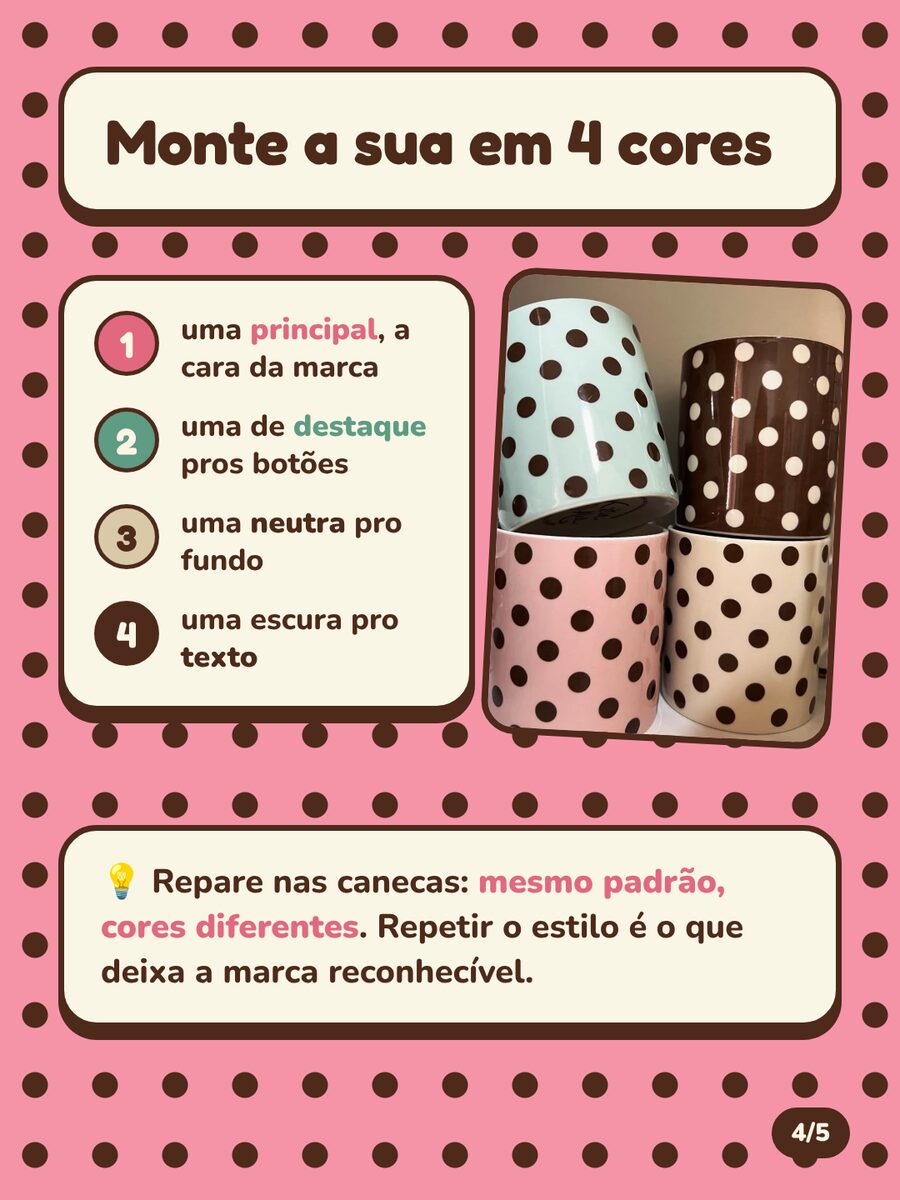 Monte a sua em 4 cores
1 uma principal, a
cara da marca
2 uma de destaque
pros botões
3 uma neutra pro
fundo
4 uma escura pro
texto
💡 Repare nas canecas: mesmo padrão,
cores diferentes. Repetir o estilo é o que
deixa a marca reconhecível.
4/5